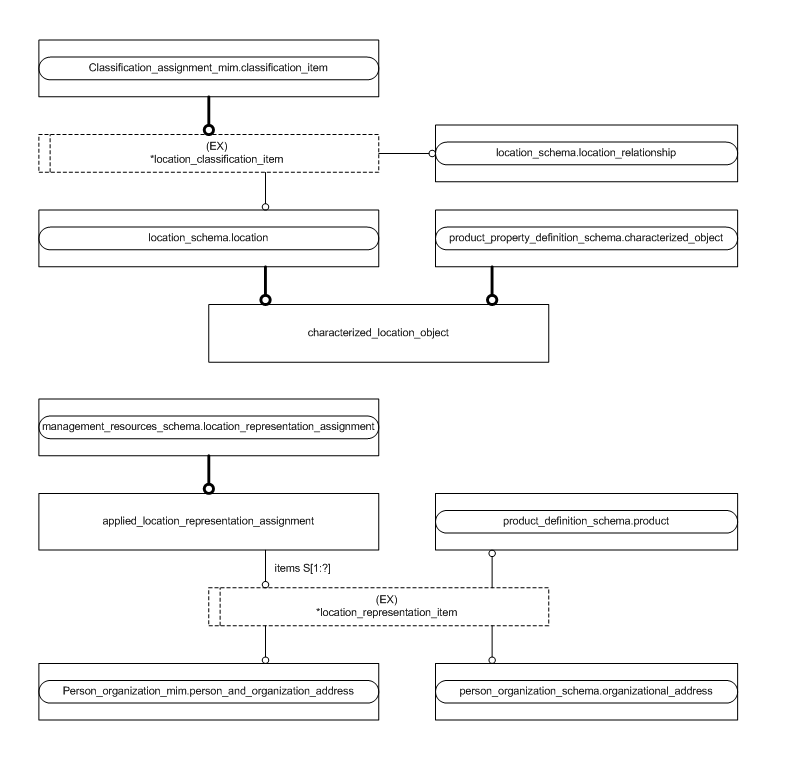 Classification_assignment_mim.classification_item
(EX)
*location_classification_item
location_schema.location_relationship
location_schema.location
product_property_definition_schema.characterized_object
characterized_location_object
management_resources_schema.location_representation_assignment
applied_location_representation_assignment
product_definition_schema.product
items S[1:?]
(EX)
*location_representation_item
Person_organization_mim.person_and_organization_address
person_organization_schema.organizational_address